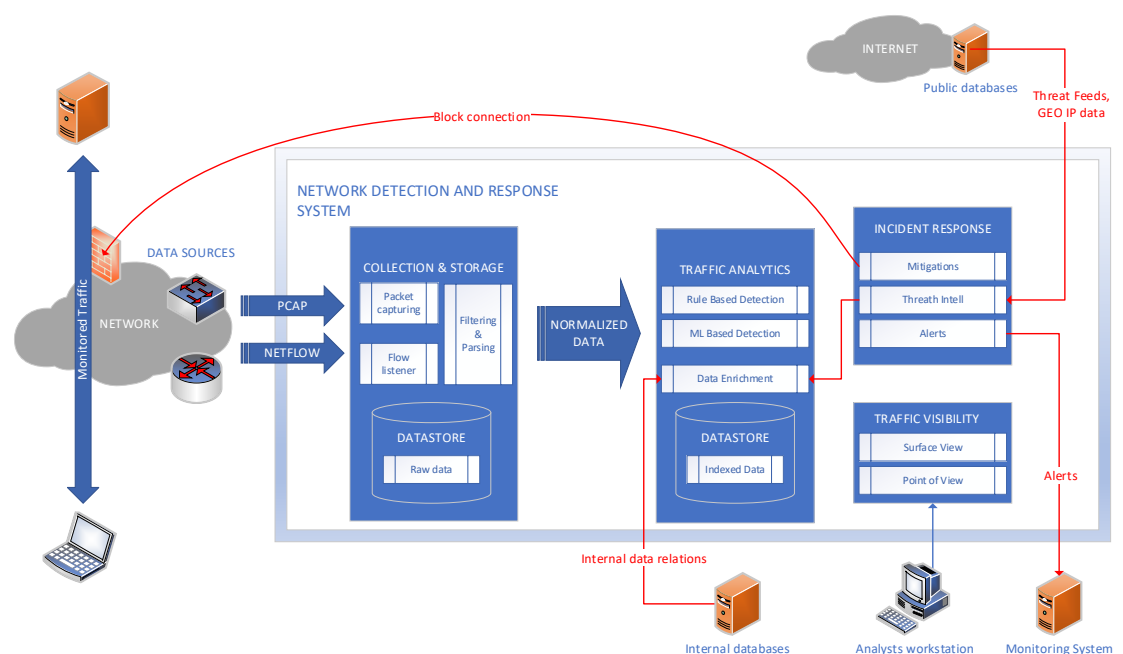 INTERNET
Public databases
Threat Feeds,
GEO IP data
Block connection
NETWORK DETECTION AND RESPONSE
SYSTEM
DATA SOURCES
NETWORK
Monitored Traffic
PCAP
NETFLOW
COLLECTION & STORAGE
Packet
capturing
Flow
listener
Filtering
&
Parsing
DATASTORE
Raw data
NORMALIZED
DATA
TRAFFIC ANALYTICS
Rule Based Detection
ML Based Detection
Data Enrichment
DATASTORE
Indexed Data
INCIDENT RESPONSE
Mitigations
Threath Intell
Alerts
TRAFFIC VISIBILITY
Surface View
Point of View
Alerts
Internal data relations
Internal databases
Analysts workstation
Monitoring System